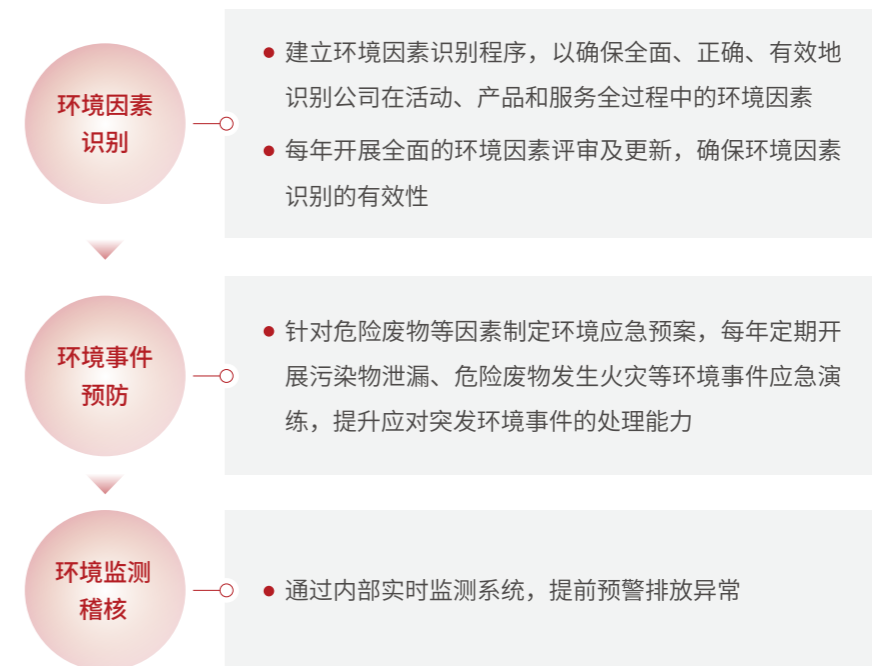 环境因素
识别
● 建立环境因素识别程序，以确保全面、正确、有效地
识别公司在活动、产品和服务全过程中的环境因素
● 每年开展全面的环境因素评审及更新，确保环境因素
识别的有效性
环境事件
预防
● 针对危险废物等因素制定环境应急预案，每年定期开
展污染物泄漏、危险废物发生火灾等环境事件应急演
练，提升应对突发环境事件的处理能力
环境监测
稽核
● 通过内部实时监测系统，提前预警排放异常